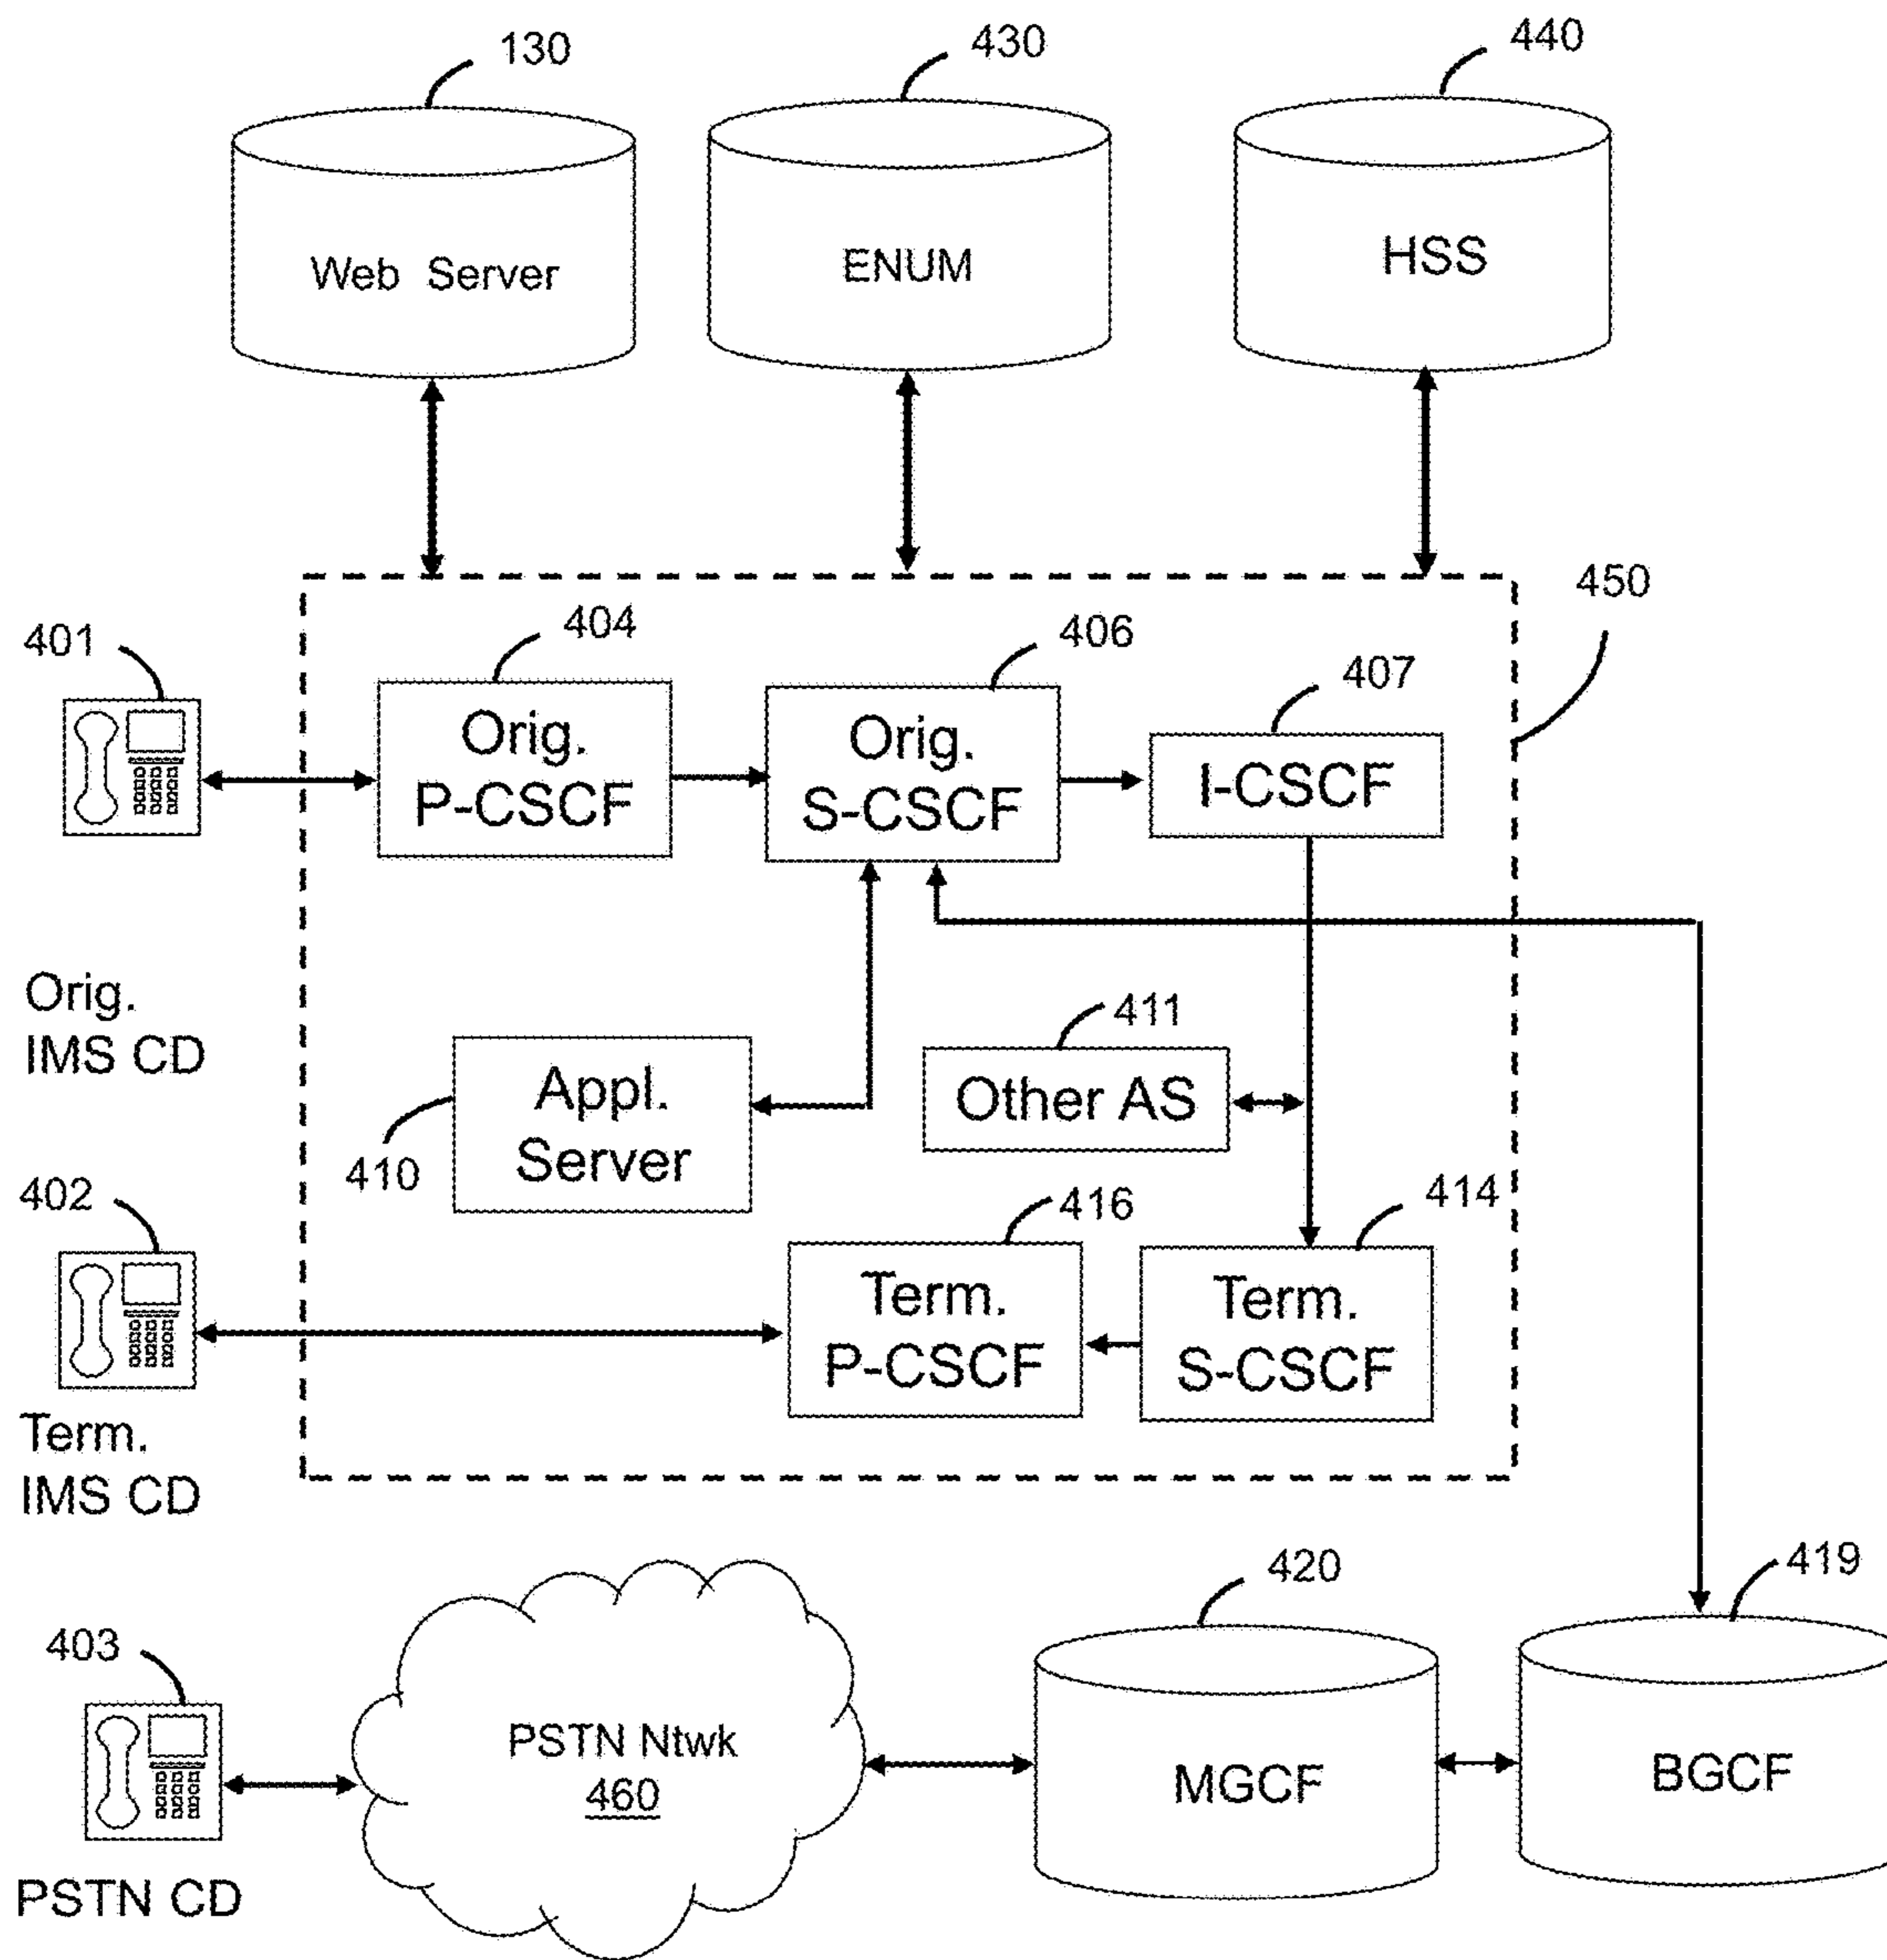 130
430
440
Web Server
ENUM
HSS
450
401
404
406
407
Orig.
P-CSCF
Orig.
S-CSCF
I-CSCF
Orig.
IMS CD
411
Other AS
Appl.
Server
410
402
416
414
Term.
P-CSCF
Term.
S-CSCF
Term.
IMS CD
420
419
403
PSTN Ntwk
460
MGCF
BGCF
PSTN CD